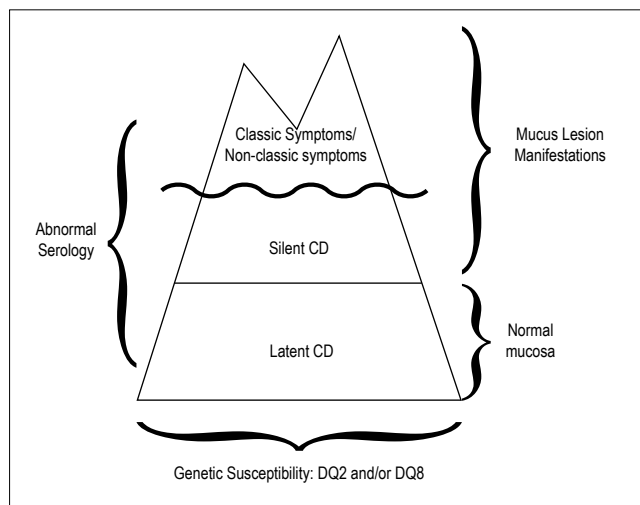 Classic Symptoms/
Non-classic symptoms
Mucus Lesion
Manifestations
Abnormal
Serology
Silent CD
Latent CD
Normal
mucosa
Genetic Susceptibility: DQ2 and/or DQ8